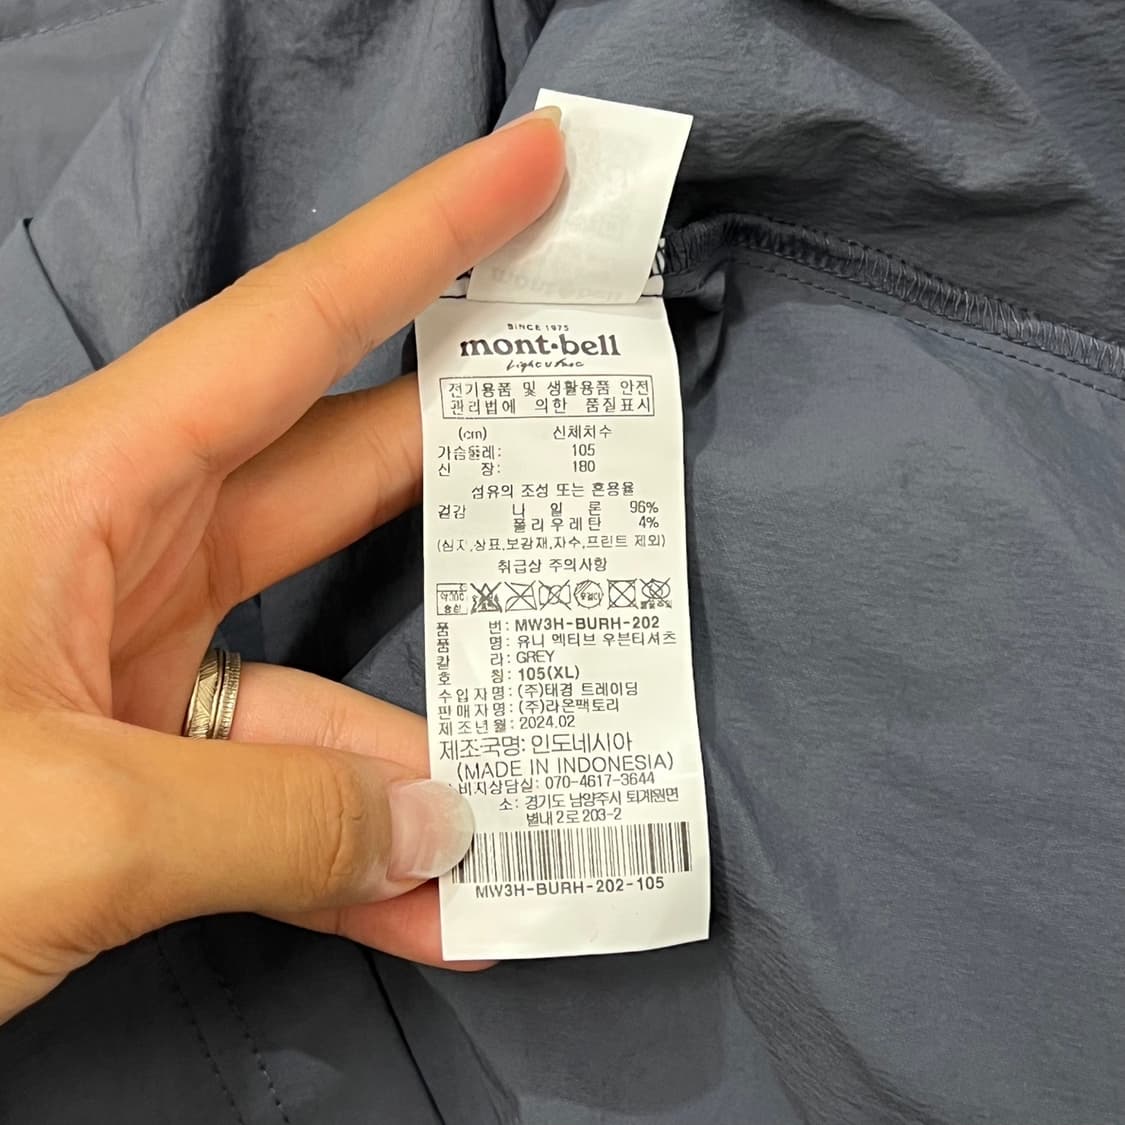 SINCE 1975
mont·bell
전기용품 및 생활용품 안전
관리법에 의한 품질표시
(cm) 신체치수
가슴둘레: 105
신 장: 180
섬유의 조성 또는 혼용율
겉감 나 일 론 96%
폴리우레탄 4%
(심지,상표,보강재,자수,프린트 제외)
취급상 주의사항
품 번: MW3H-BURH-202
품 명: 유니 엑티브 우븐티셔츠
칼 라: GREY
호 칭: 105(XL)
수입자명: (주)태경 트레이딩
판매자명: (주)라온팩토리
제조년월: 2024.02
제조국명: 인도네시아
(MADE IN INDONESIA)
비지상담실: 070-4617-3644
소: 경기도 남양주시 퇴계원면
별내2로 203-2
MW3H-BURH-202-105